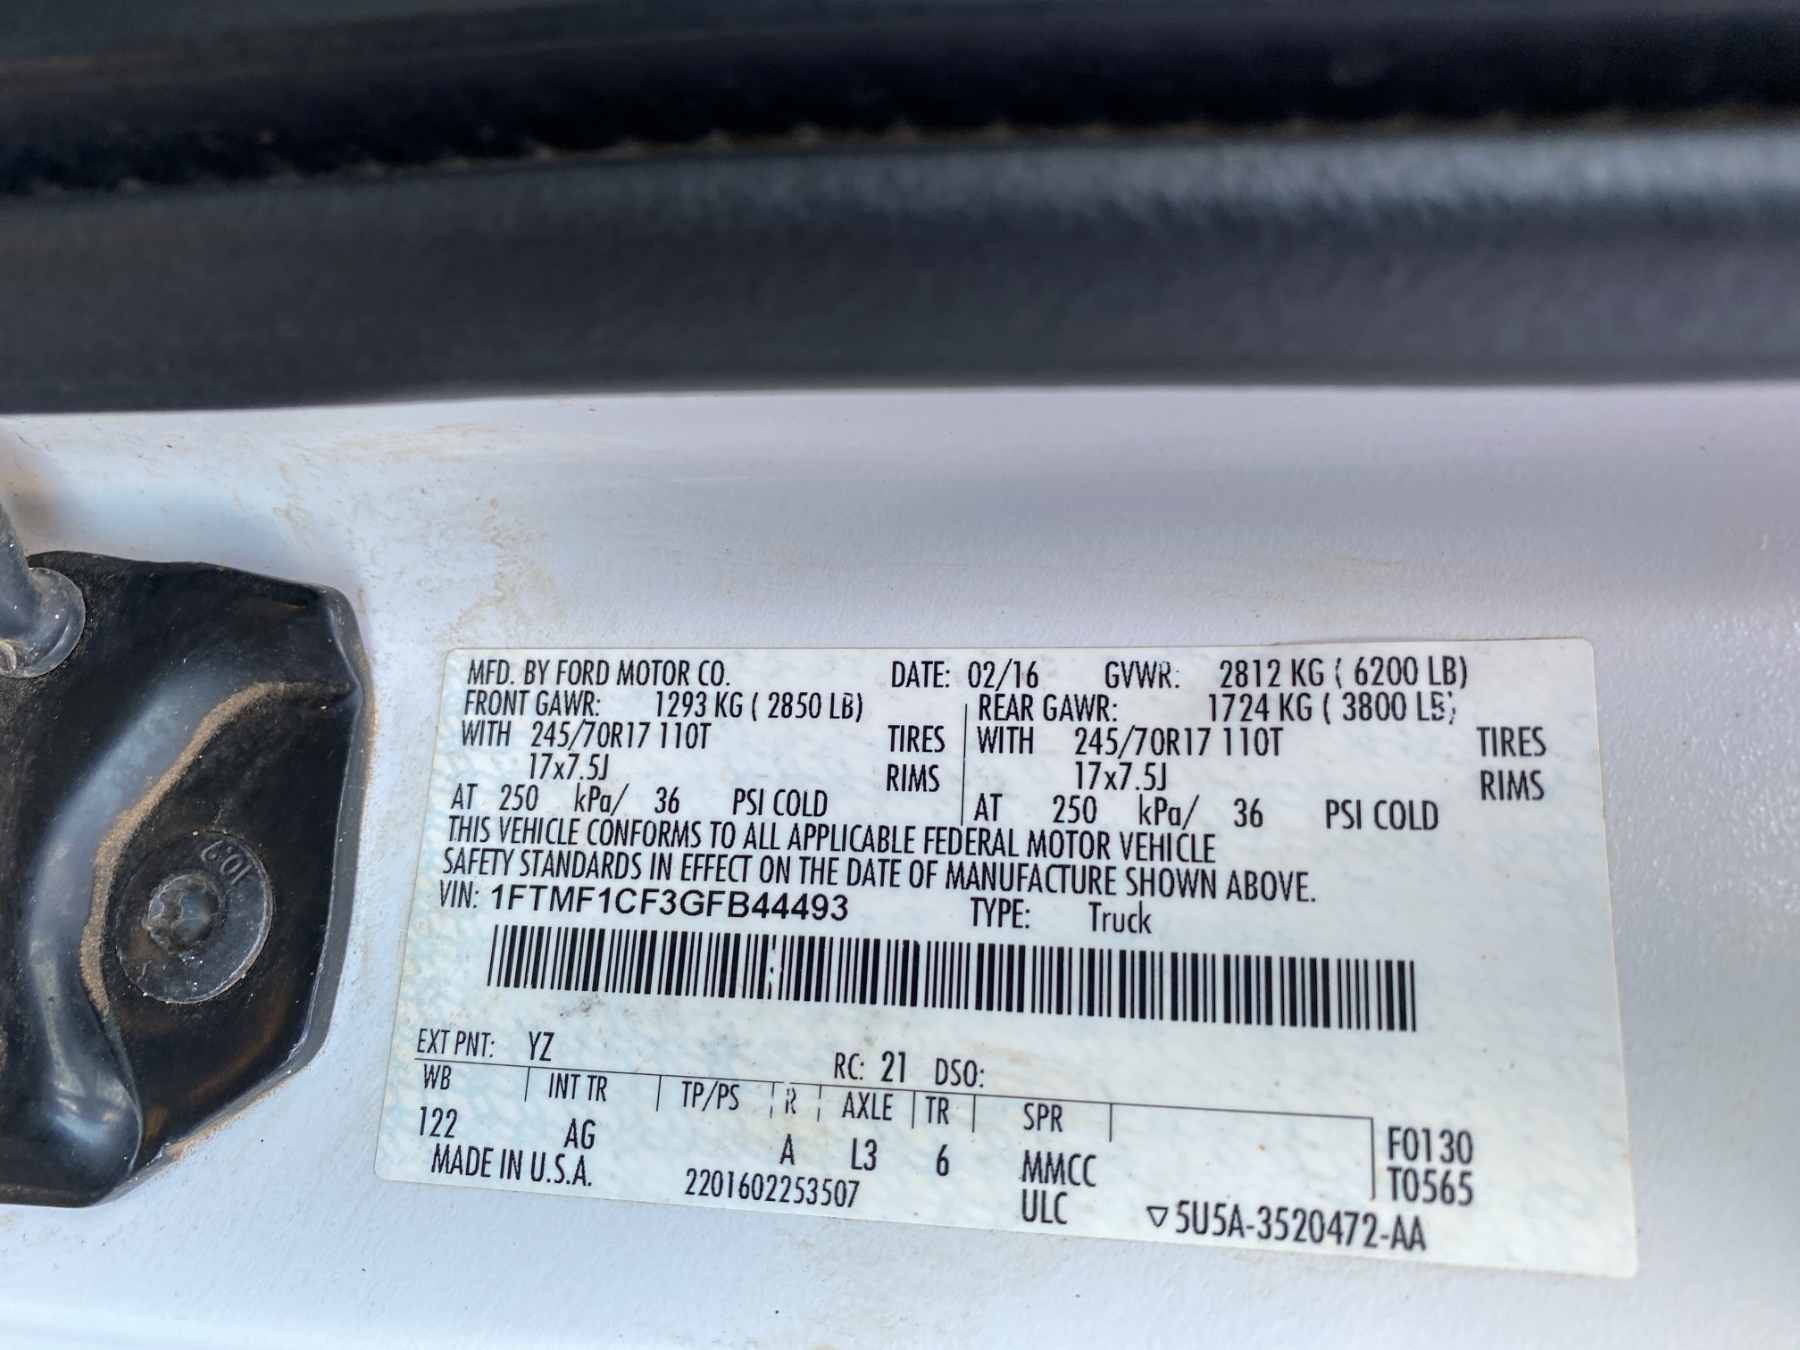 MFD. BY FORD MOTOR CO. DATE: 02/16 GVWR: 2812 KG ( 6200 LB)
FRONT GAWR: 1293 KG ( 2850 LB) REAR GAWR: 1724 KG ( 3800 LB)
WITH 245/70R17 110T TIRES WITH 245/70R17 110T TIRES
17x7.5J RIMS 17x7.5J RIMS
AT 250 kPa/ 36 PSI COLD AT 250 kPa/ 36 PSI COLD
THIS VEHICLE CONFORMS TO ALL APPLICABLE FEDERAL MOTOR VEHICLE
SAFETY STANDARDS IN EFFECT ON THE DATE OF MANUFACTURE SHOWN ABOVE.
VIN: 1FTMF1CF3GFB44493 TYPE: Truck
EXT PNT: YZ RC: 21 DSO:
WB INT TR TP/PS R AXLE TR SPR
122 AG A L3 6 MMCC F0130
MADE IN U.S.A. 2201602253507 ULC T0565
▽5U5A-3520472-AA
10.9